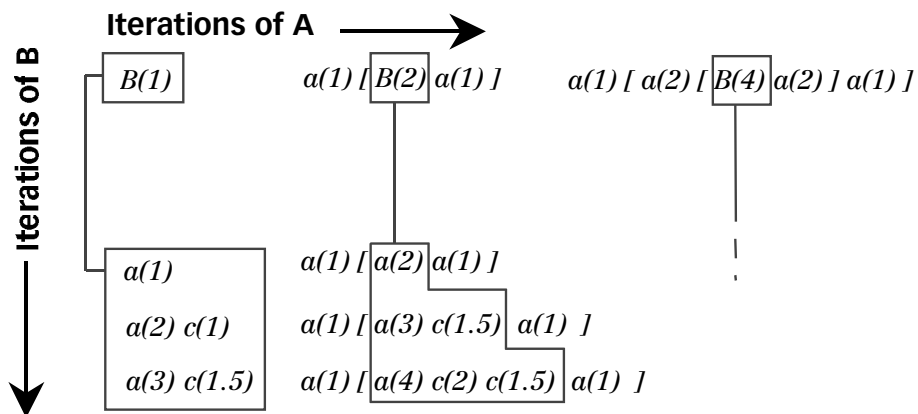 Iterations of A
Iterations of B
B(1)
a(1) [ B(2) a(1) ]
a(1) [ a(2) [ B(4) a(2) ] a(1) ]
a(1)
a(1) [ a(2) a(1) ]
a(2) c(1)
a(1) [ a(3) c(1.5) a(1) ]
a(3) c(1.5)
a(1) [ a(4) c(2) c(1.5) a(1) ]